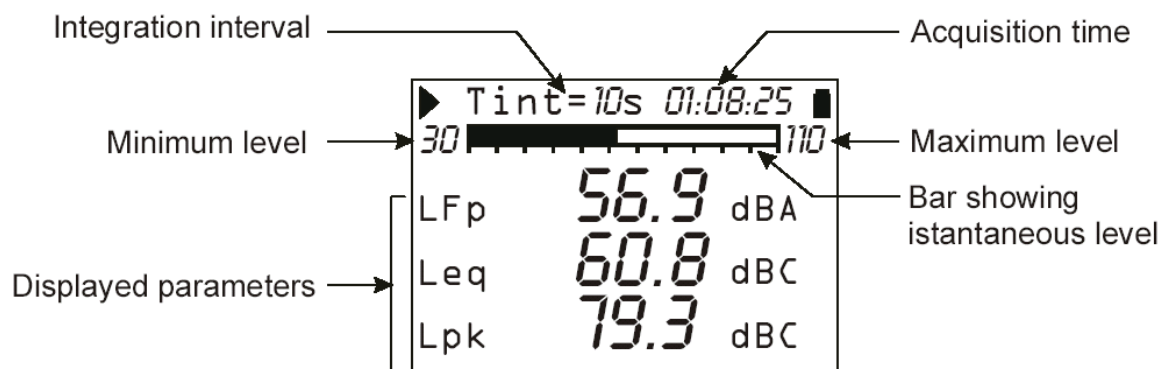 Integration interval
Acquisition time
Tint=10s 01:08:25
Minimum level
30
110
Maximum level
LFp 56.9 dBA
Bar showing
istantaneous level
Leq 60.8 dBC
Displayed parameters
Lpk 79.3 dBC